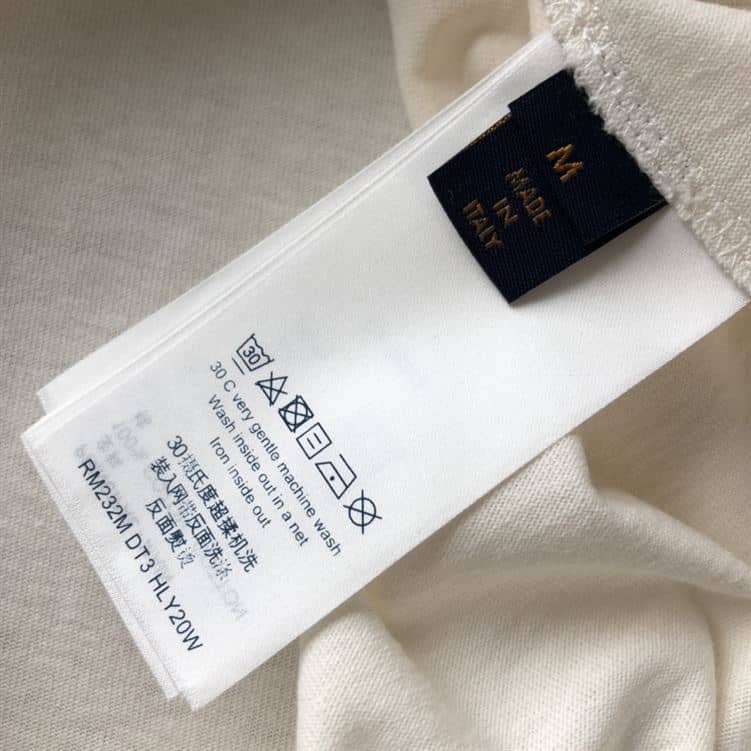 M
MADE
IN
ITALY
30
30 C very gentle machine wash
Wash inside out in a net
Iron inside out
30摄氏度超柔机洗
装入网袋反面洗涤
反面熨烫
RM232M DT3 HLY20W